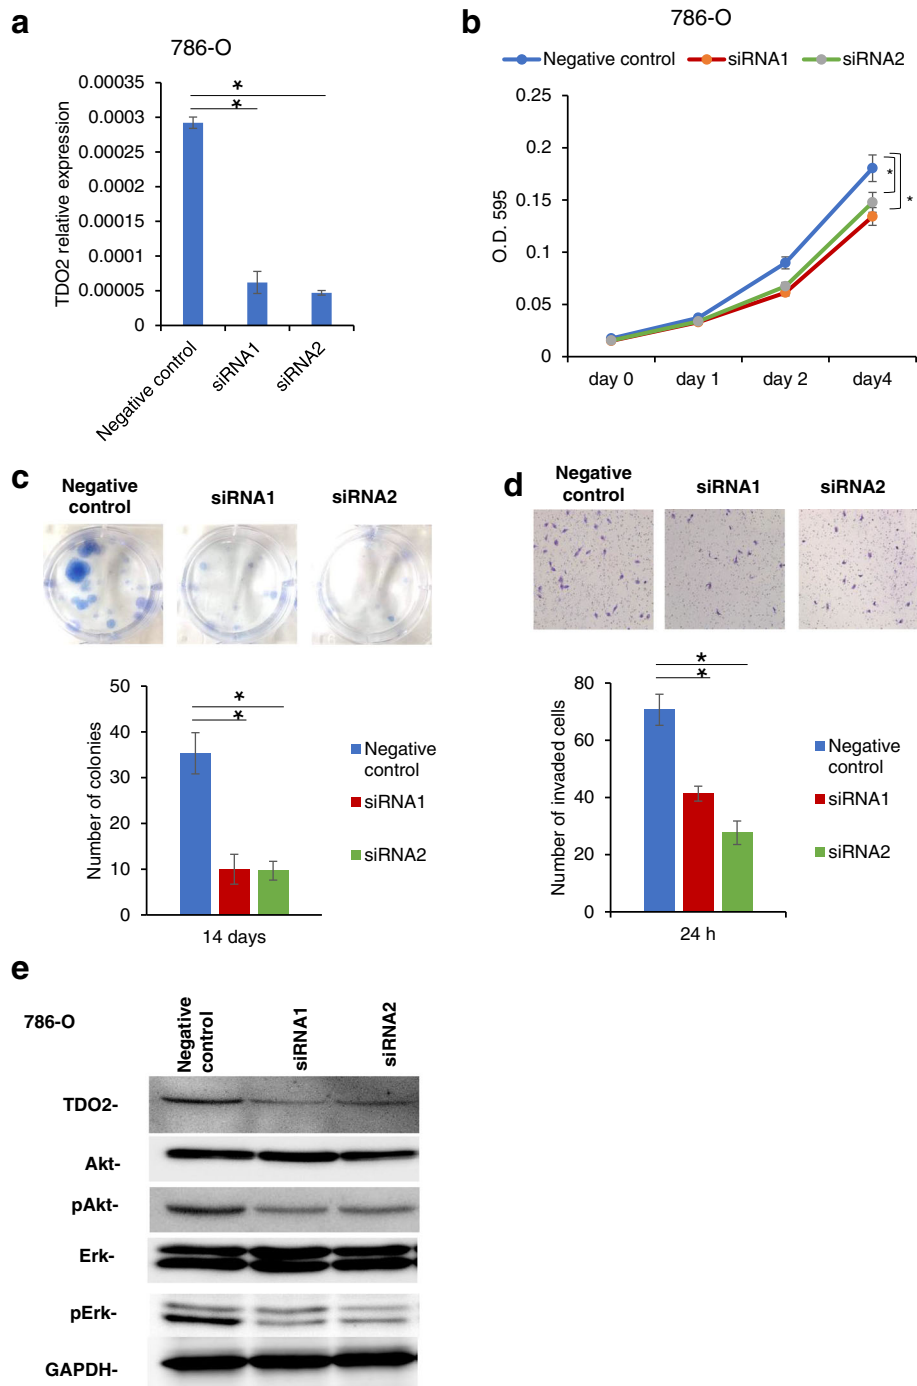 a
786-O
TDO2 relative expression
0.00035
0.0003
0.00025
0.0002
0.00015
0.0001
0.00005
0
*
*
Negative control
siRNA1
siRNA2
b
786-O
Negative control
siRNA1
siRNA2
O.D. 595
0.25
0.2
0.15
0.1
0.05
0
*
*
day 0
day 1
day 2
day4
c
Negative
control
siRNA1
siRNA2
Number of colonies
50
40
30
20
10
0
*
*
14 days
Negative
control
siRNA1
siRNA2
d
Negative
control
siRNA1
siRNA2
Number of invaded cells
80
60
40
20
0
*
*
24 h
Negative
control
siRNA1
siRNA2
e
786-O
Negative
control
siRNA1
siRNA2
TDO2-
Akt-
pAkt-
Erk-
pErk-
GAPDH-